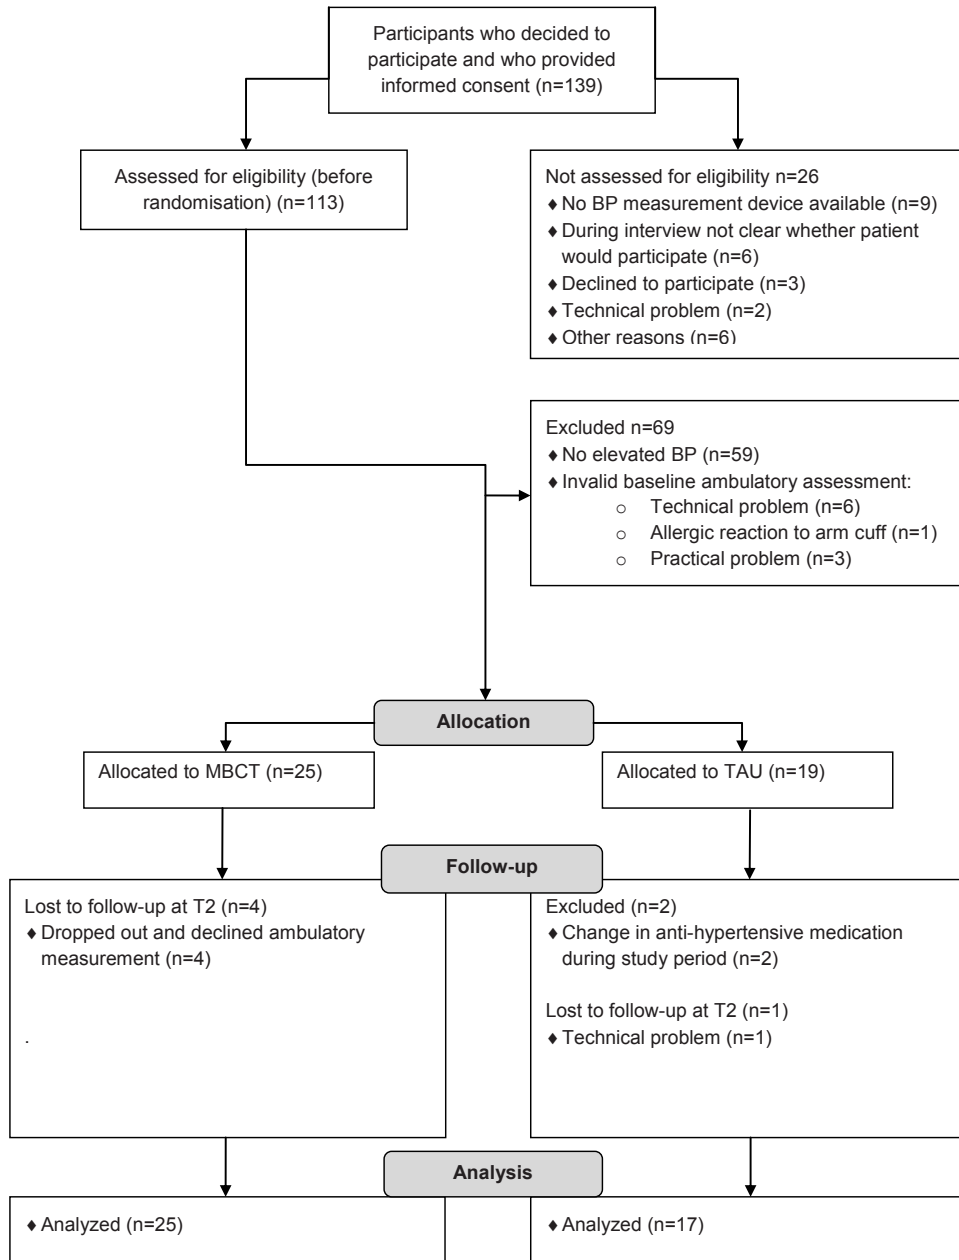 Participants who decided to
participate and who provided
informed consent (n=139)
Assessed for eligibility (before
randomisation) (n=113)
Not assessed for eligibility n=26
♦ No BP measurement device available (n=9)
♦ During interview not clear whether patient
would participate (n=6)
♦ Declined to participate (n=3)
♦ Technical problem (n=2)
♦ Other reasons (n=6)
Excluded n=69
♦ No elevated BP (n=59)
♦ Invalid baseline ambulatory assessment:
o Technical problem (n=6)
o Allergic reaction to arm cuff (n=1)
o Practical problem (n=3)
Allocation
Allocated to MBCT (n=25)
Allocated to TAU (n=19)
Follow-up
Lost to follow-up at T2 (n=4)
♦ Dropped out and declined ambulatory
measurement (n=4)
.
Excluded (n=2)
♦ Change in anti-hypertensive medication
during study period (n=2)
Lost to follow-up at T2 (n=1)
♦ Technical problem (n=1)
Analysis
♦ Analyzed (n=25)
♦ Analyzed (n=17)